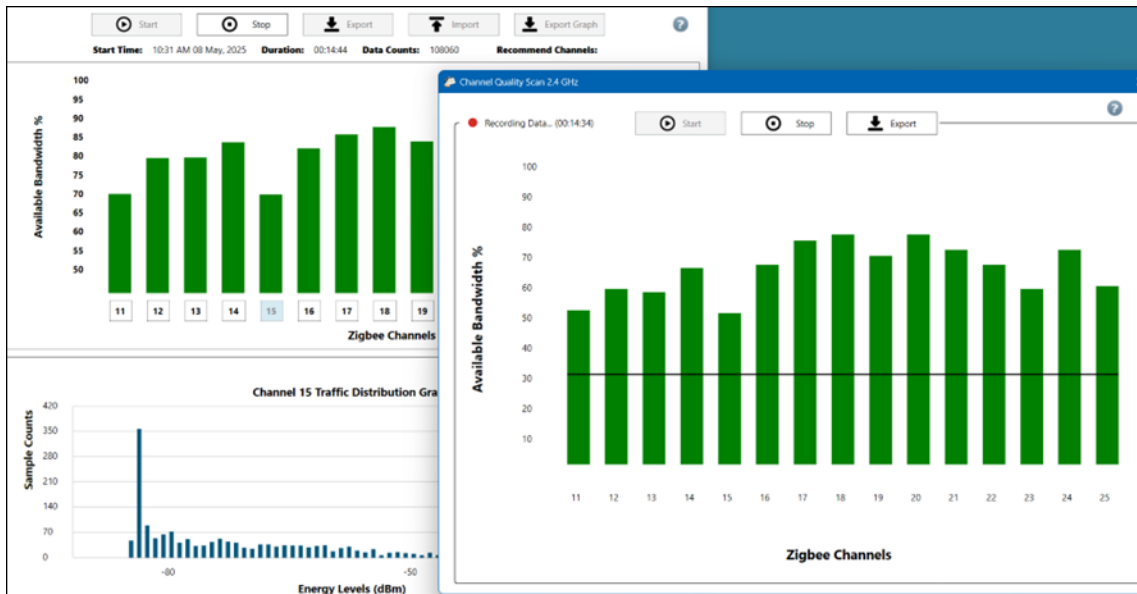 Start Stop Export Import Export Graph ?
Start Time: 10:31 AM 08 May, 2025 Duration: 00:14:44 Data Counts: 108060 Recommend Channels:
Available Bandwidth %
100
95
90
85
80
75
70
65
60
55
50
11 12 13 14 15 16 17 18 19
Zigbee Channels
Channel 15 Traffic Distribution Gra
Sample Counts
420
350
280
210
140
70
0
-80 -50
Energy Levels (dBm)
Channel Quality Scan 2.4 GHz
?
Recording Data... (00:14:34) Start Stop Export
Available Bandwidth %
100
90
80
70
60
50
40
30
20
10
11 12 13 14 15 16 17 18 19 20 21 22 23 24 25
Zigbee Channels